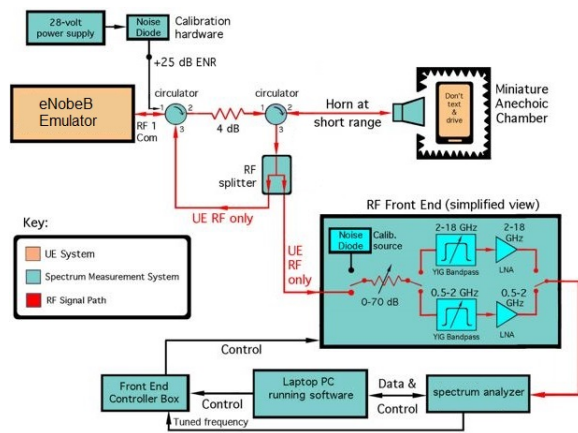 28-volt
power supply
Noise
Diode
Calibration
hardware
+25 dB ENR
eNobeB
Emulator
RF 1
Com
circulator
1
2
3
4 dB
circulator
1
2
3
Horn at
short range
Don't
text
&
drive
Miniature
Anechoic
Chamber
RF
splitter
UE RF only
UE
RF
only
Key:
UE System
Spectrum Measurement System
RF Signal Path
RF Front End (simplified view)
Noise
Diode
Calib.
source
0-70 dB
2-18 GHz
YIG Bandpass
2-18
GHz
LNA
0.5-2 GHz
YIG Bandpass
0.5-2
GHz
LNA
Control
Front End
Controller Box
Control
Laptop PC
running software
Data &
Control
spectrum analyzer
Tuned frequency